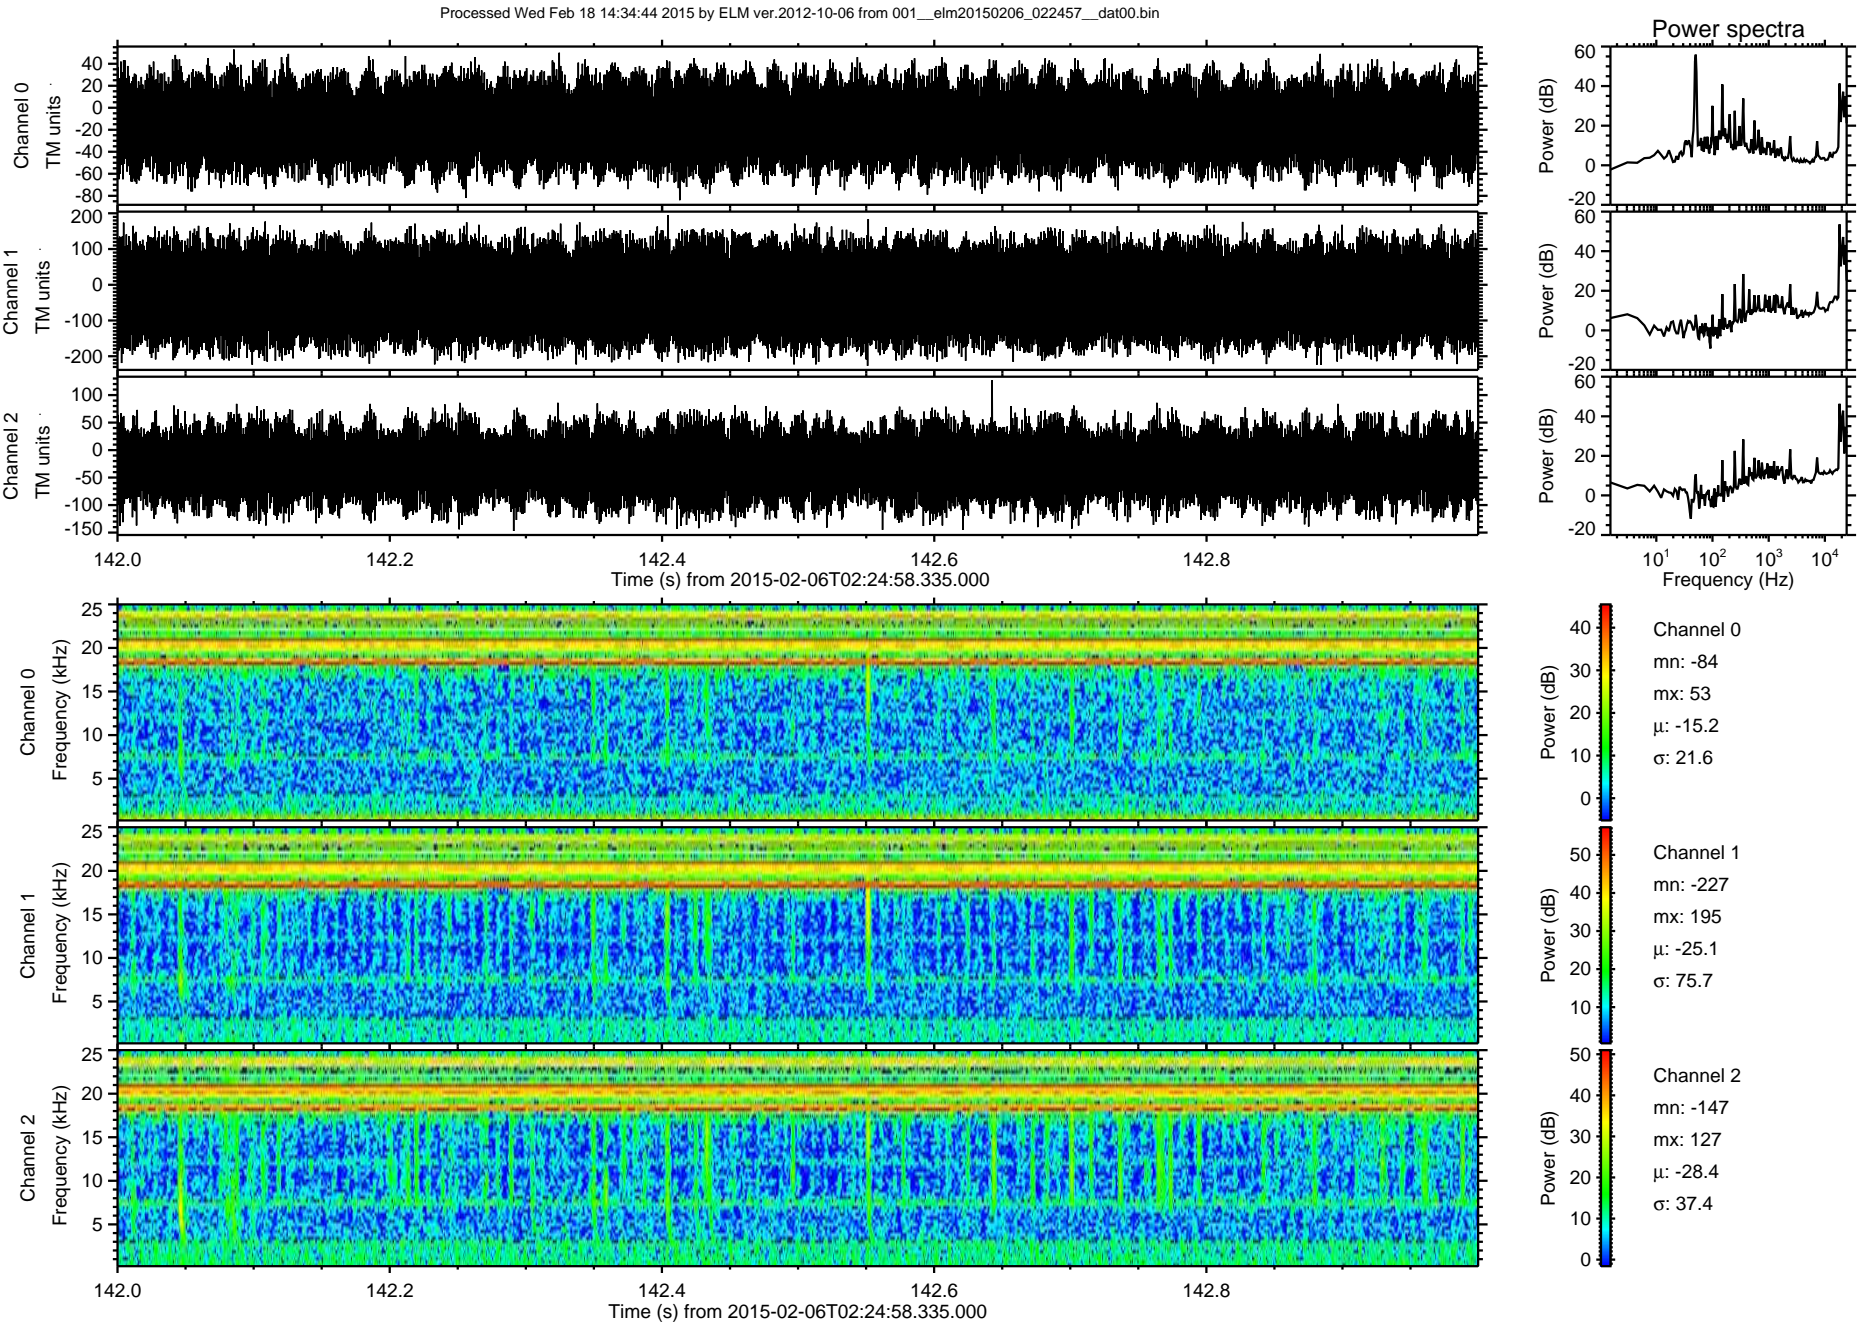 Processed Wed Feb 18 14:34:44 2015 by ELM ver.2012-10-06 from 001__elm20150206_022457__dat00.bin
Power spectra
Channel 0
TM units
40
20
0
-20
-40
-60
-80
Power (dB)
60
40
20
0
-20
Channel 1
TM units
200
100
0
-100
-200
Power (dB)
60
40
20
0
-20
Channel 2
TM units
100
50
0
-50
-100
-150
Power (dB)
60
40
20
0
-20
142.0 142.2 142.4 142.6 142.8
Time (s) from 2015-02-06T02:24:58.335.000
10¹ 10² 10³ 10⁴
Frequency (Hz)
Channel 0
Frequency (kHz)
25
20
15
10
5
Power (dB)
40
30
20
10
0
Channel 0
mn: -84
mx: 53
μ: -15.2
σ: 21.6
Channel 1
Frequency (kHz)
25
20
15
10
5
Power (dB)
50
40
30
20
10
Channel 1
mn: -227
mx: 195
μ: -25.1
σ: 75.7
Channel 2
Frequency (kHz)
25
20
15
10
5
Power (dB)
50
40
30
20
10
0
Channel 2
mn: -147
mx: 127
μ: -28.4
σ: 37.4
142.0 142.2 142.4 142.6 142.8
Time (s) from 2015-02-06T02:24:58.335.000